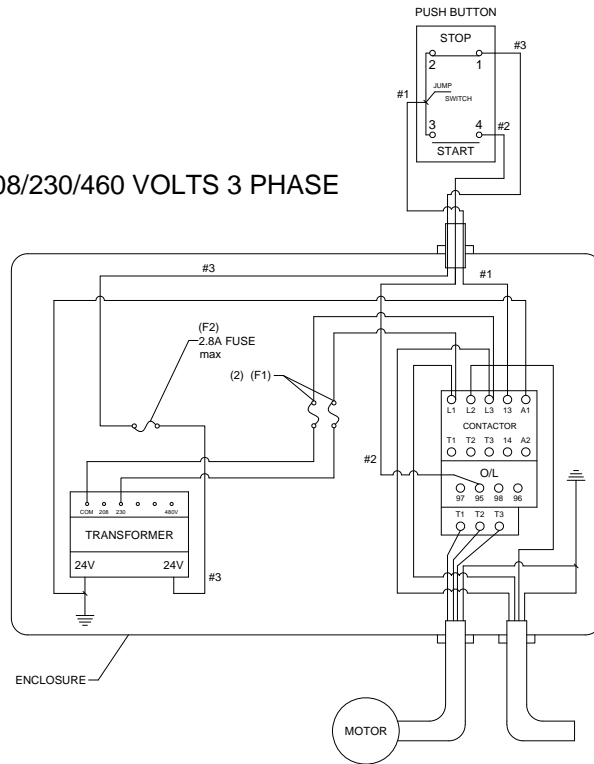 PUSH BUTTON
STOP
#3
2 1
JUMP
SWITCH
#1
3 4
#2
START
08/230/460 VOLTS 3 PHASE
#3
#1
(F2)
2.8A FUSE
max
(2) (F1)
L1 L2 L3 13 A1
CONTACTOR
T1 T2 T3 14 A2
#2
O/L
97 95 98 96
T1 T2 T3
COM 208 230 480V
TRANSFORMER
24V 24V
#3
ENCLOSURE
MOTOR